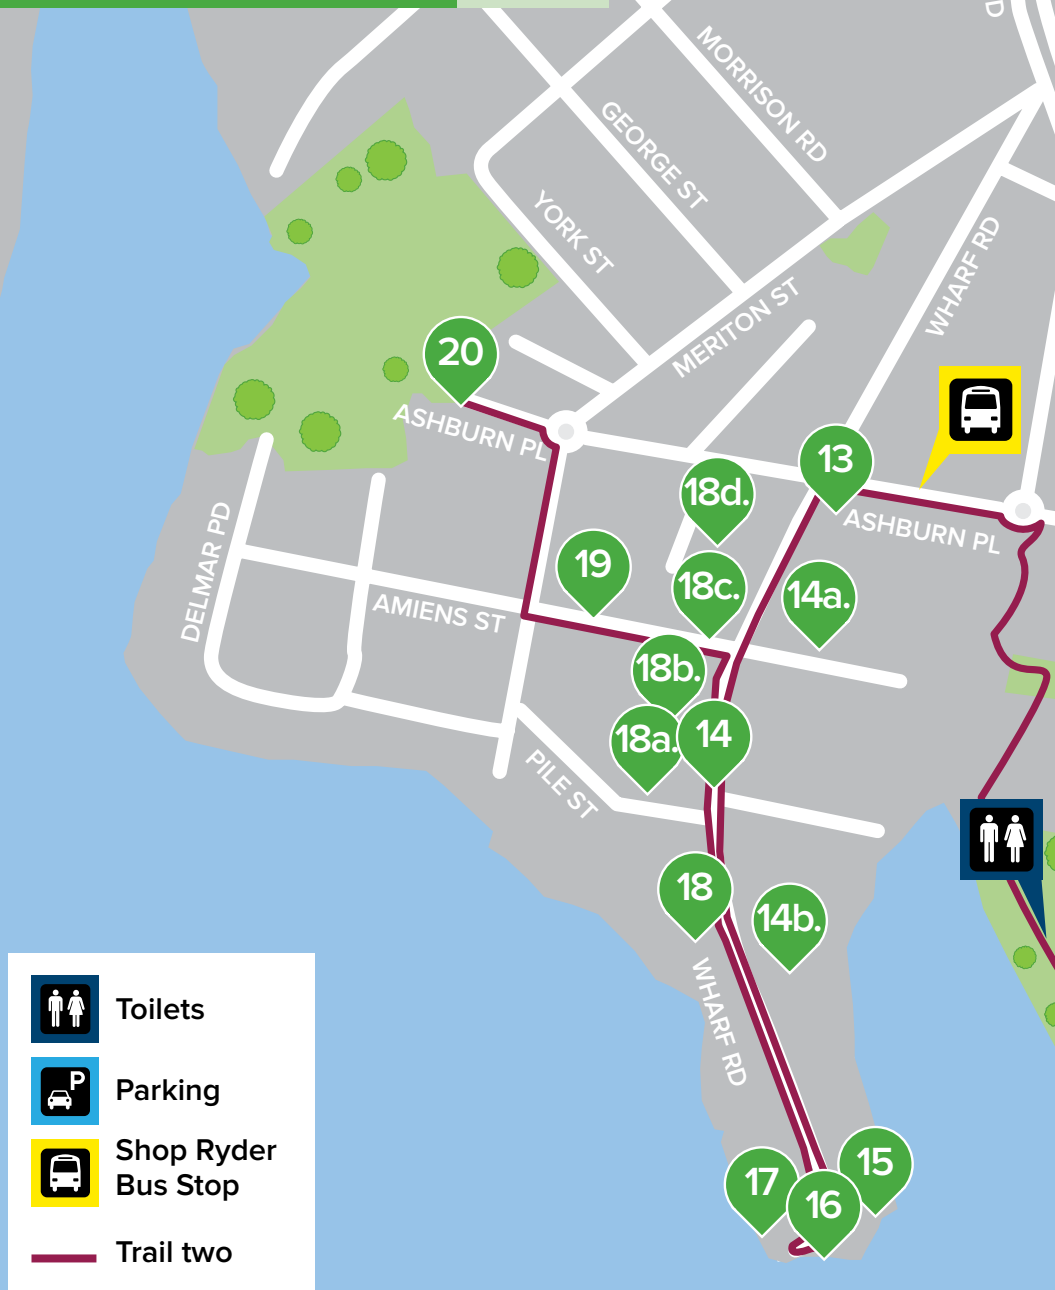 D
MORRISON RD
GEORGE ST
YORK ST
WHARF RD
MERITON ST
20
ASHBURN PL
13
18d.
ASHBURN PL
DELMAR PD
19
18c.
14a.
AMIENS ST
18b.
18a.
14
PILE ST
18
14b.
WHARF RD
Toilets
P
Parking
Shop Ryder
Bus Stop
Trail two
15
17
16